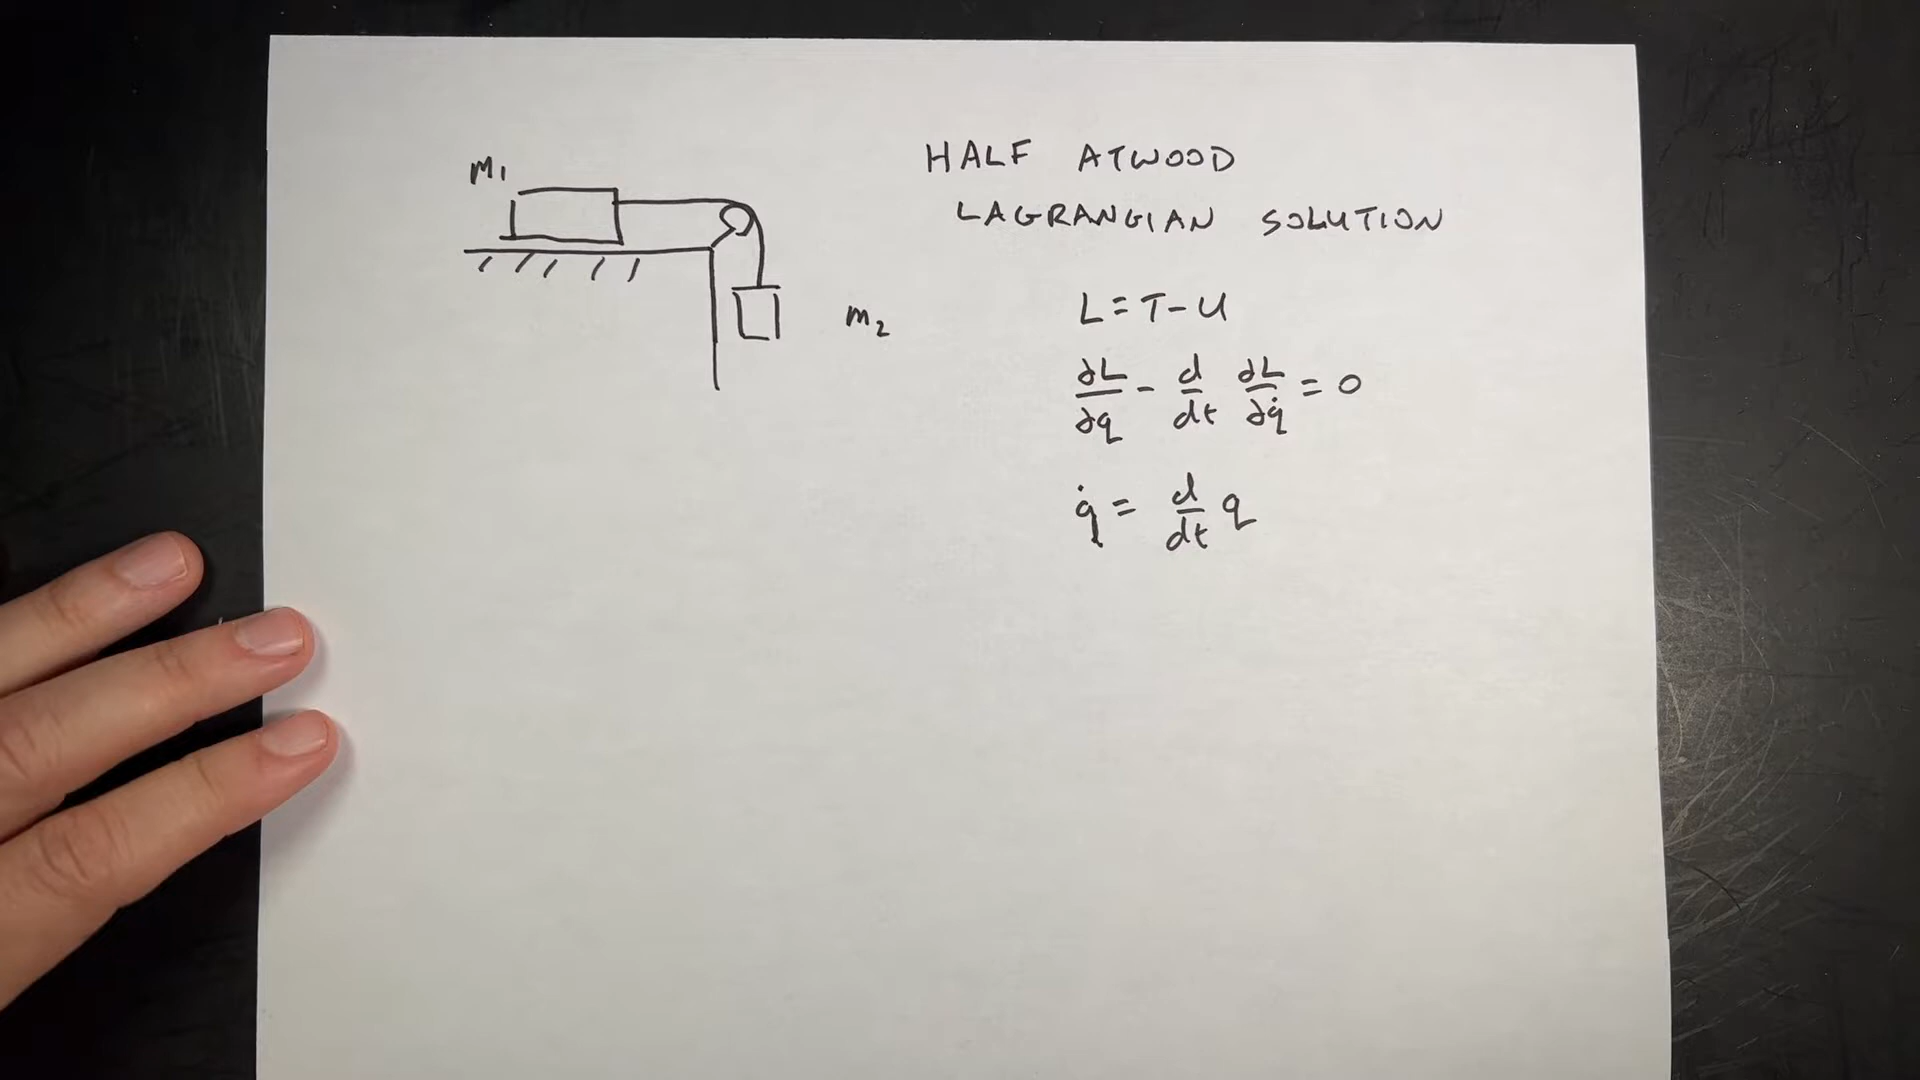 m₁
m₂
HALF ATWOOD
LAGRANGIAN SOLUTION
L = T - U
∂L/∂q - d/dt ∂L/∂q̇ = 0
q̇ = d/dt q